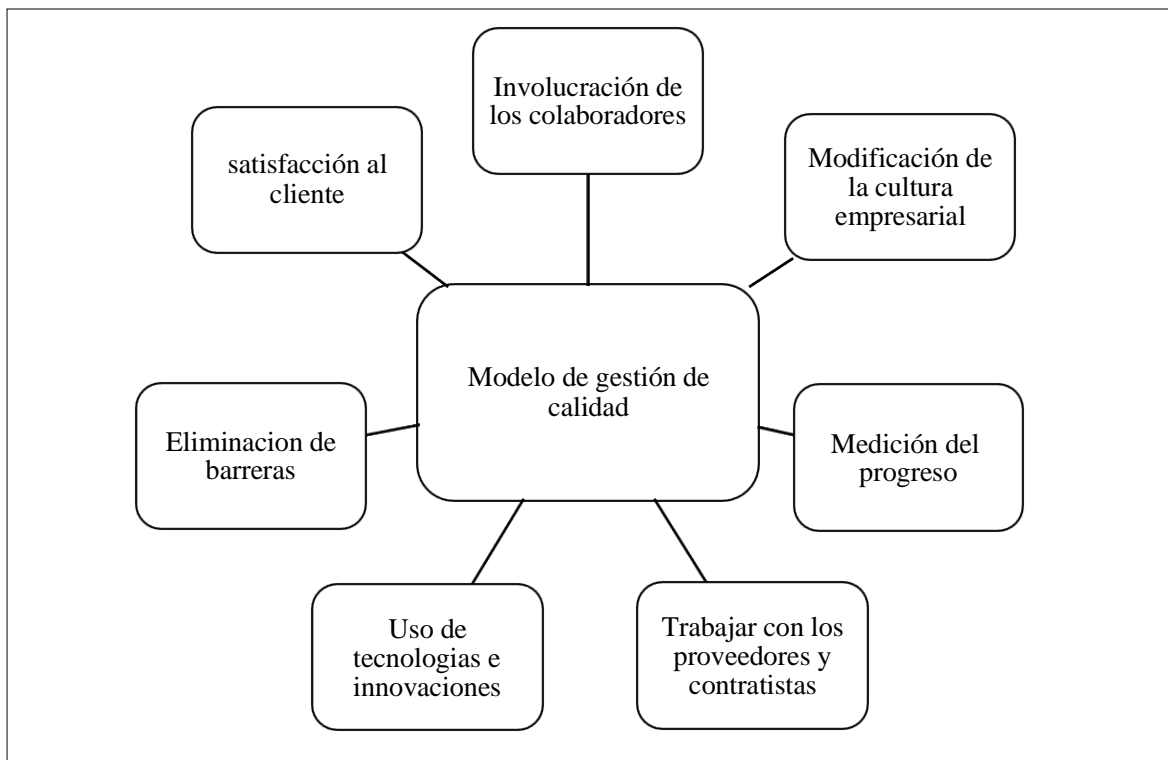 Involucración de
los colaboradores
satisfacción al
cliente
Modificación de
la cultura
empresarial
Modelo de gestión de
calidad
Eliminacion de
barreras
Medición del
progreso
Uso de
tecnologias e
innovaciones
Trabajar con los
proveedores y
contratistas